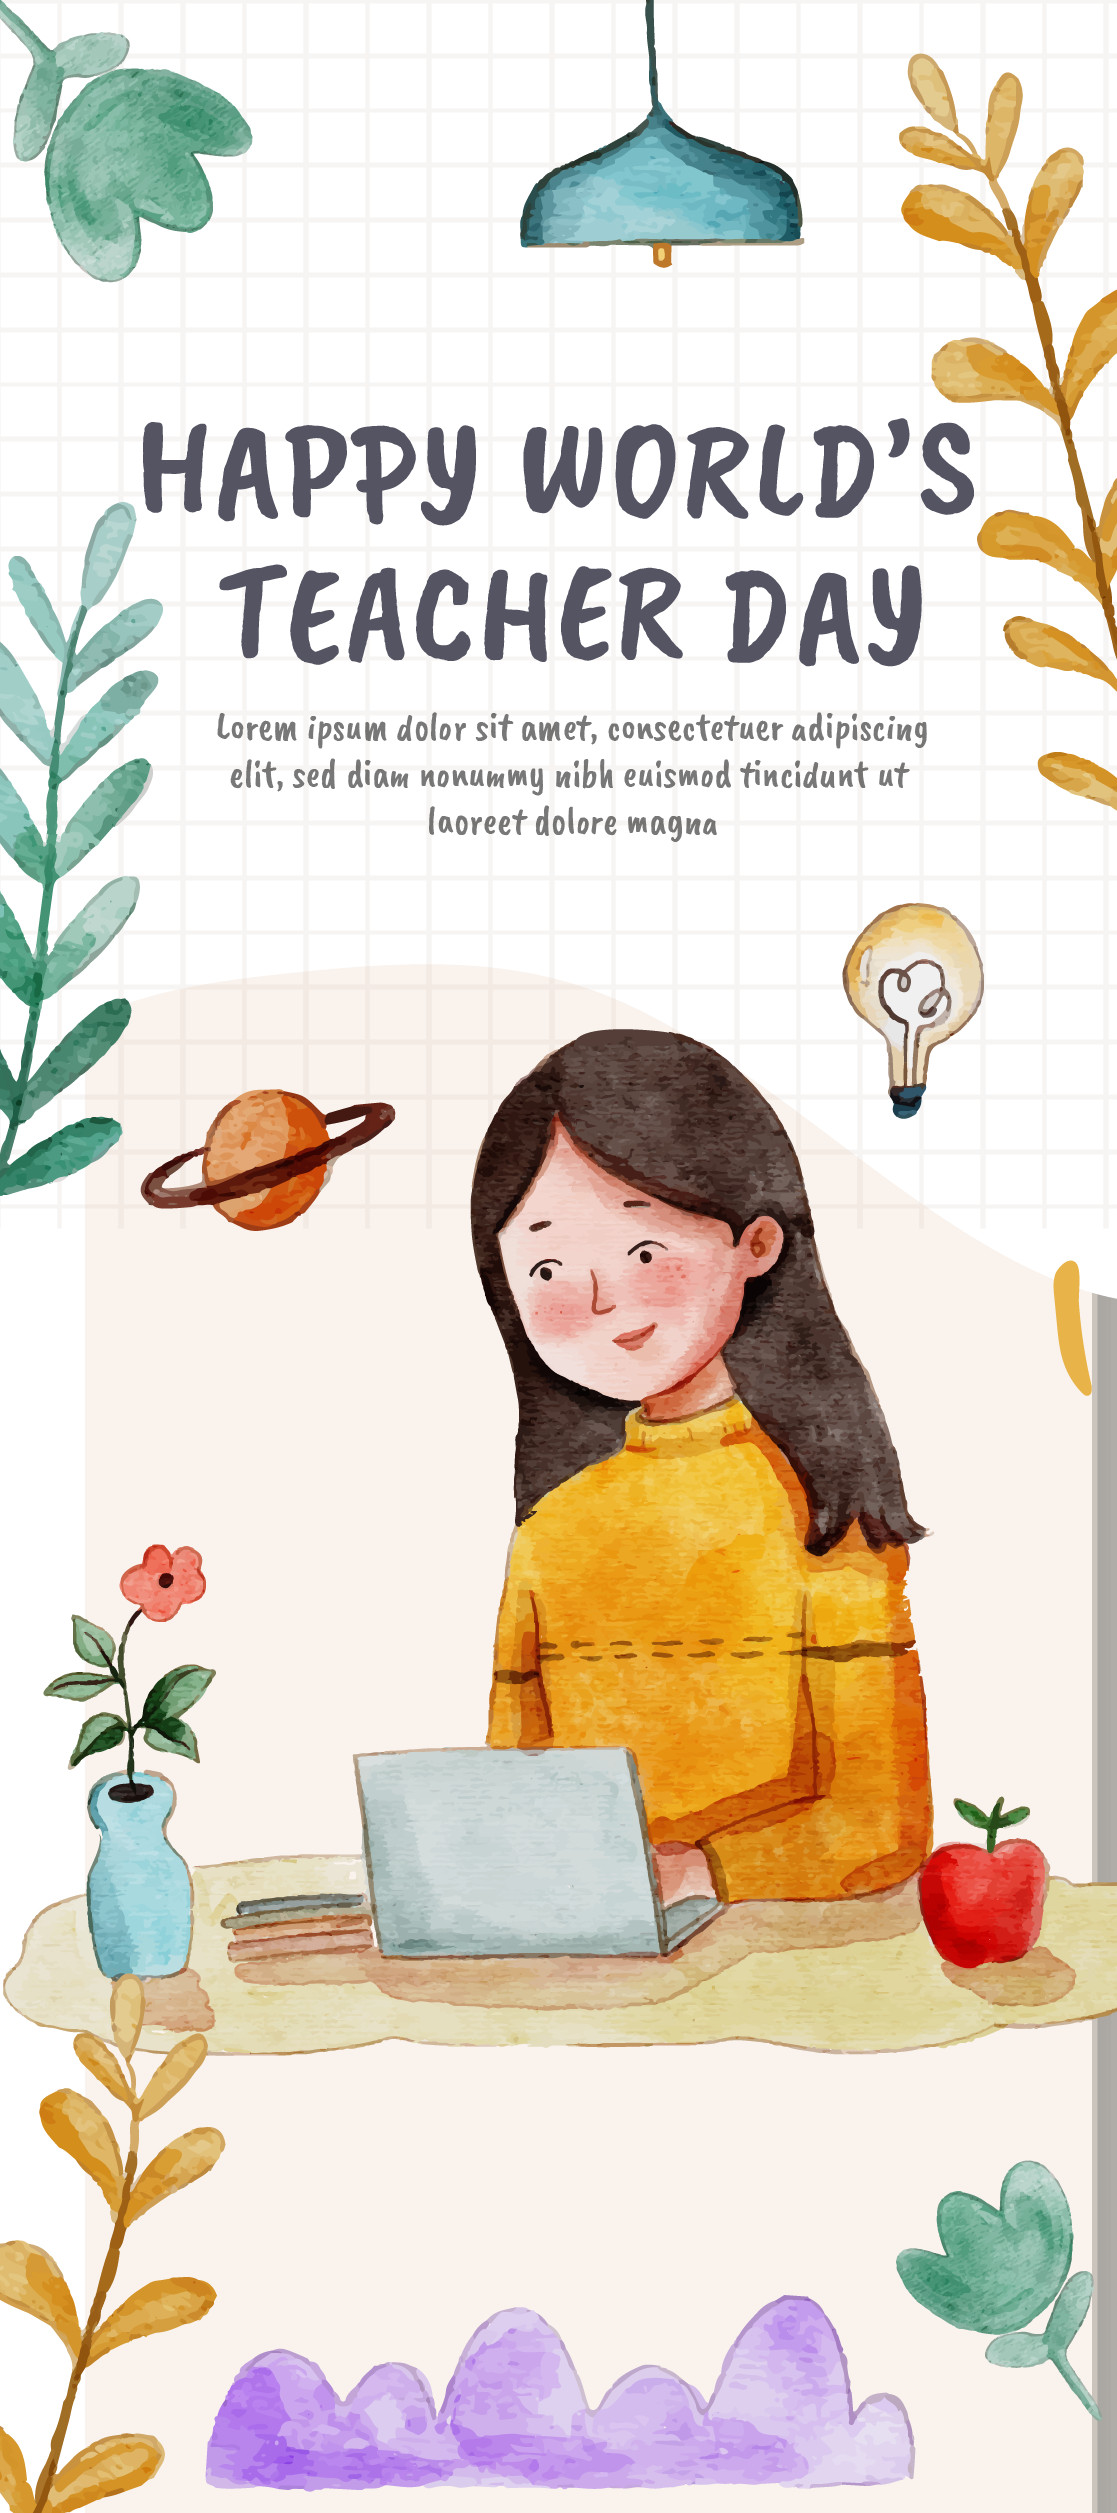 HAPPY WORLD'S
TEACHER DAY
Lorem ipsum dolor sit amet, consectetuer adipiscing
elit, sed diam nonummy nibh euismod tincidunt ut
laoreet dolore magna